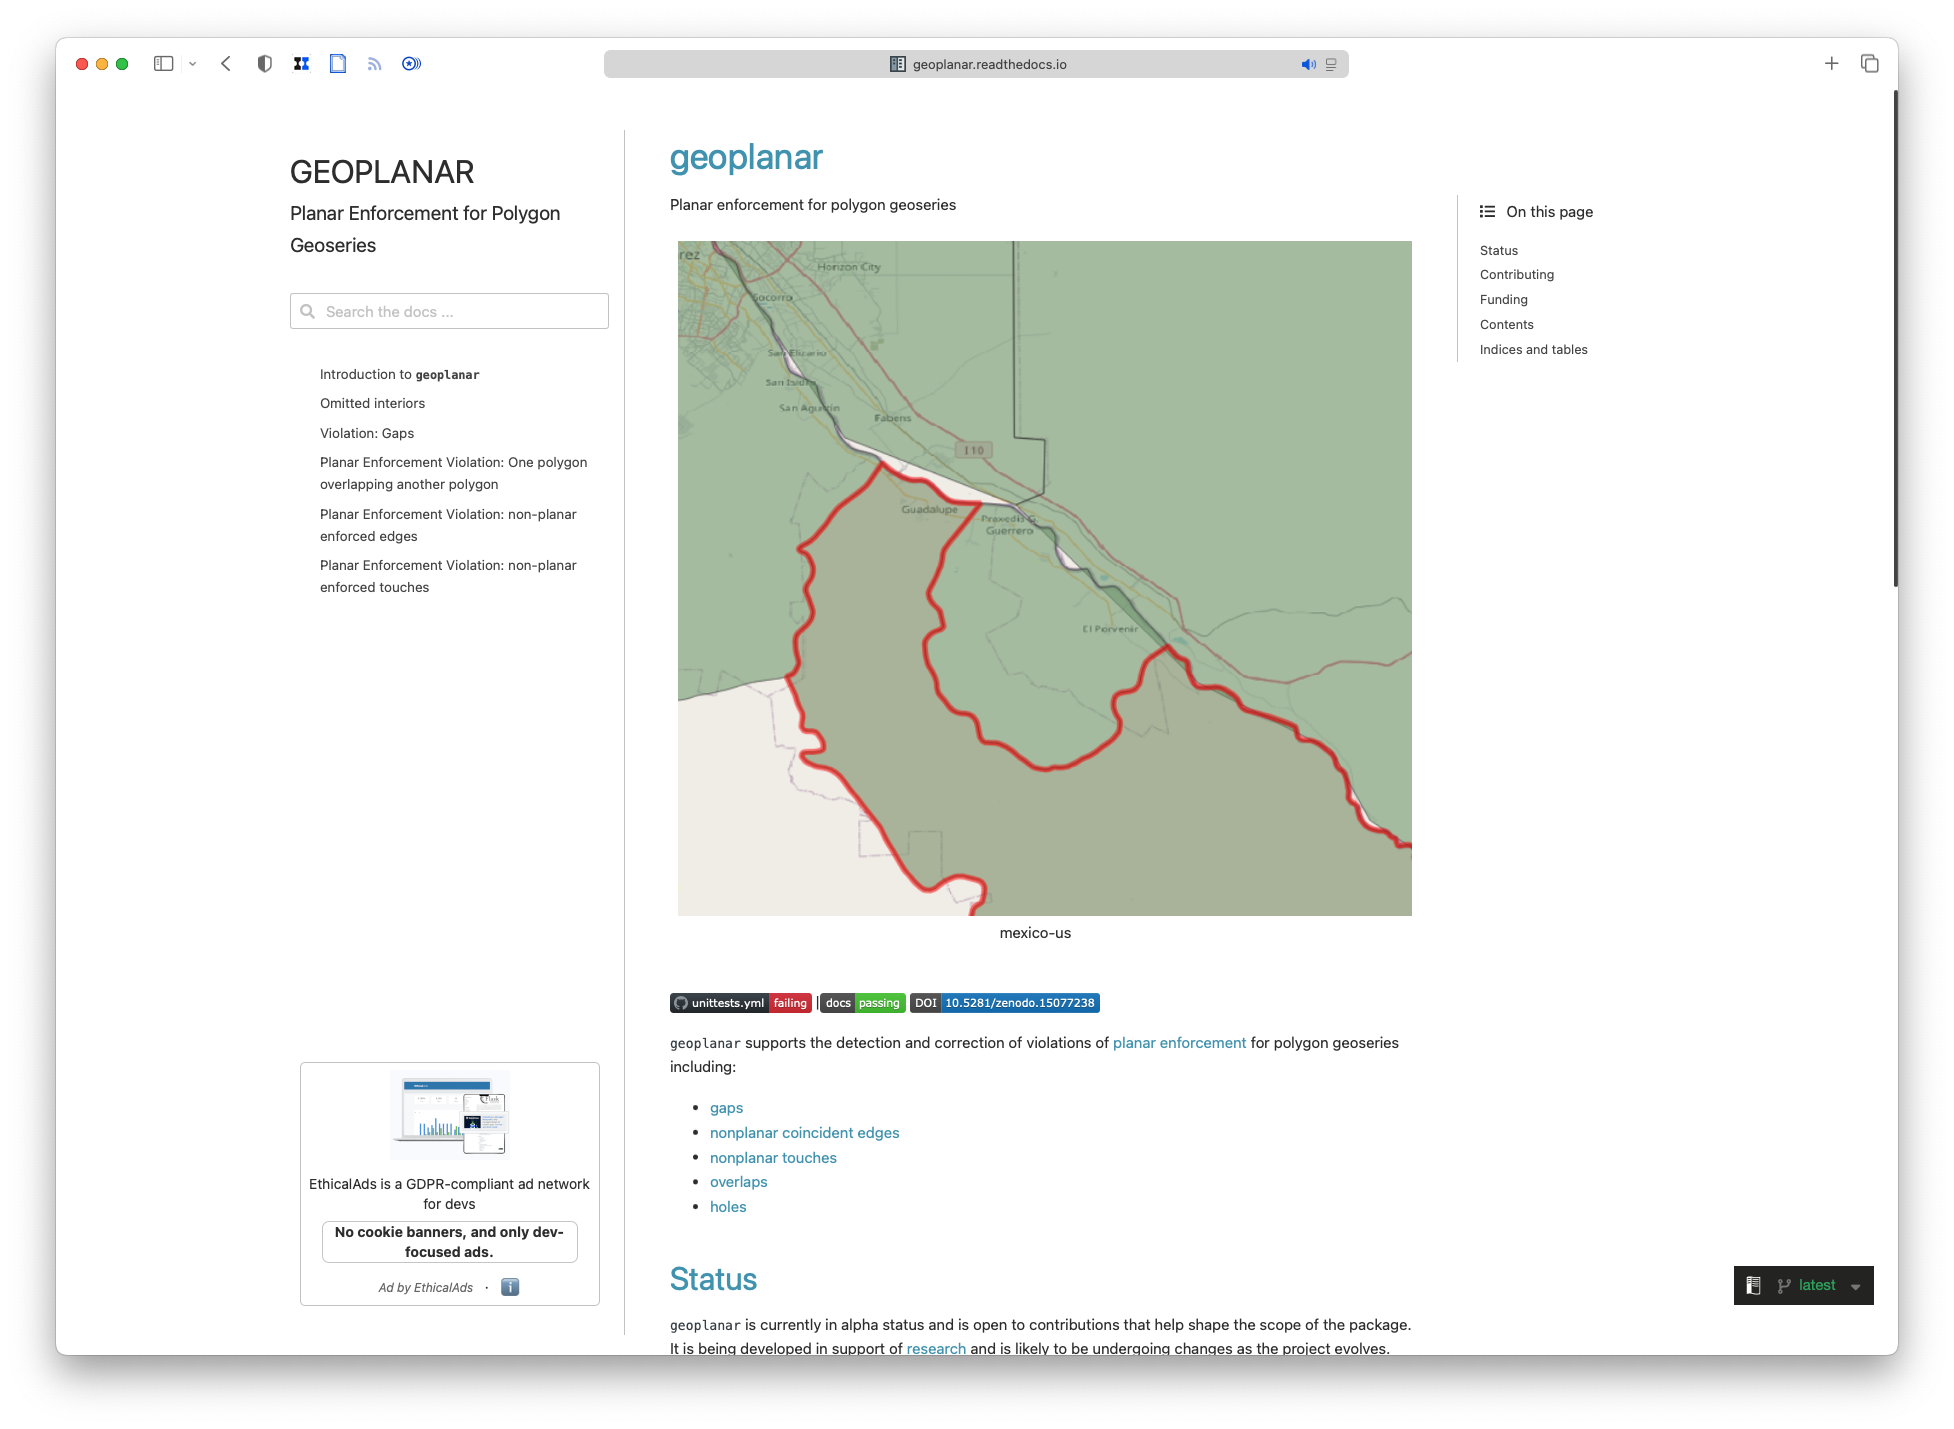 geoplanar.readthedocs.io
GEOPLANAR
Planar Enforcement for Polygon
Geoseries
Search the docs ...
Introduction to geoplanar
Omitted interiors
Violation: Gaps
Planar Enforcement Violation: One polygon
overlapping another polygon
Planar Enforcement Violation: non-planar
enforced edges
Planar Enforcement Violation: non-planar
enforced touches
EthicalAds is a GDPR-compliant ad network
for devs
No cookie banners, and only dev-
focused ads.
Ad by EthicalAds ·
geoplanar
Planar enforcement for polygon geoseries
rez
Horizon City
Socorro
San Elizario
San Isidro
San Agustin
Fabens
I 10
Guadalupe
Praxedis G.
Guerrero
El Porvenir
mexico-us
unittests.yml failing | docs passing DOI 10.5281/zenodo.15077238
geoplanar supports the detection and correction of violations of planar enforcement for polygon geoseries
including:
• gaps
• nonplanar coincident edges
• nonplanar touches
• overlaps
• holes
Status
geoplanar is currently in alpha status and is open to contributions that help shape the scope of the package.
It is being developed in support of research and is likely to be undergoing changes as the project evolves.
On this page
Status
Contributing
Funding
Contents
Indices and tables
latest